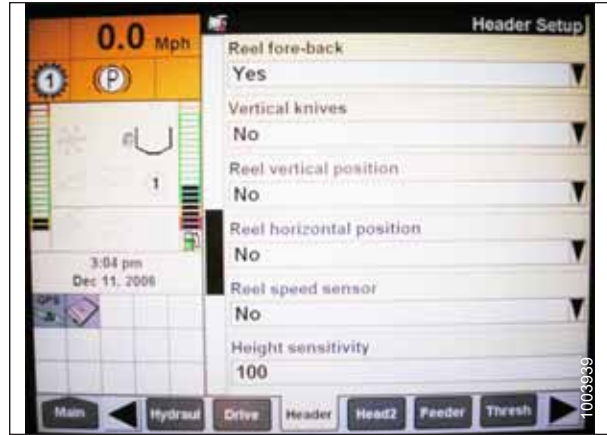 0.0 Mph
Header Setup
Reel fore-back
Yes
1
P
Vertical knives
No
Reel vertical position
1
No
Reel horizontal position
No
3:04 pm
Dec 11, 2006
Reel speed sensor
GPS
No
Height sensitivity
100
Main
Hydraul
Drive
Header
Head2
Feeder
Thresh
1003939